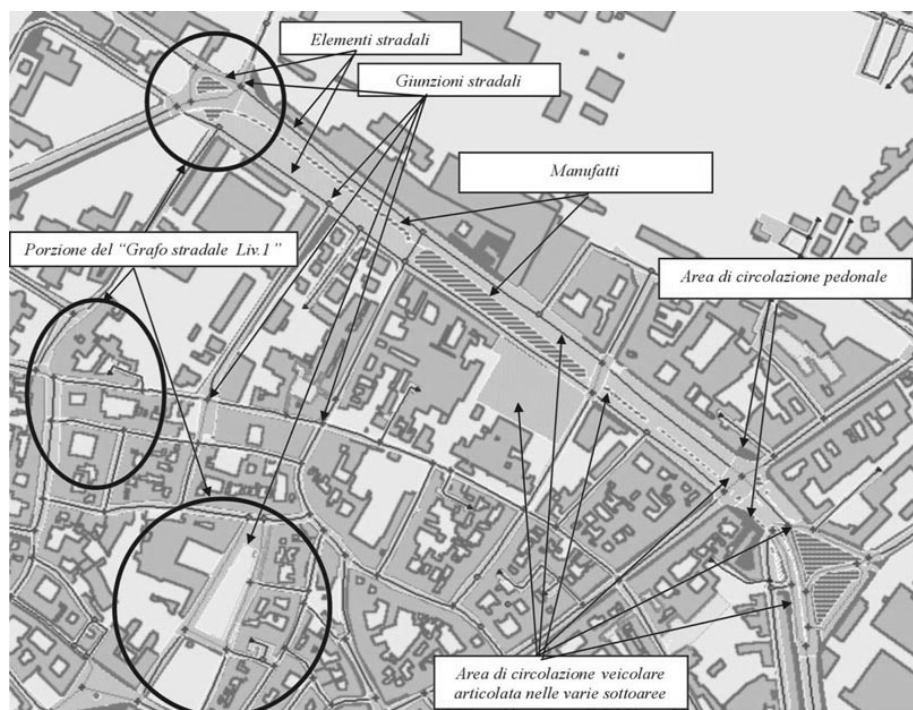 Elementi stradali
Giunzioni stradali
Manufatti
Porzione del “Grafo stradale Liv.1”
Area di circolazione pedonale
Area di circolazione veicolare
articolata nelle varie sottoaree